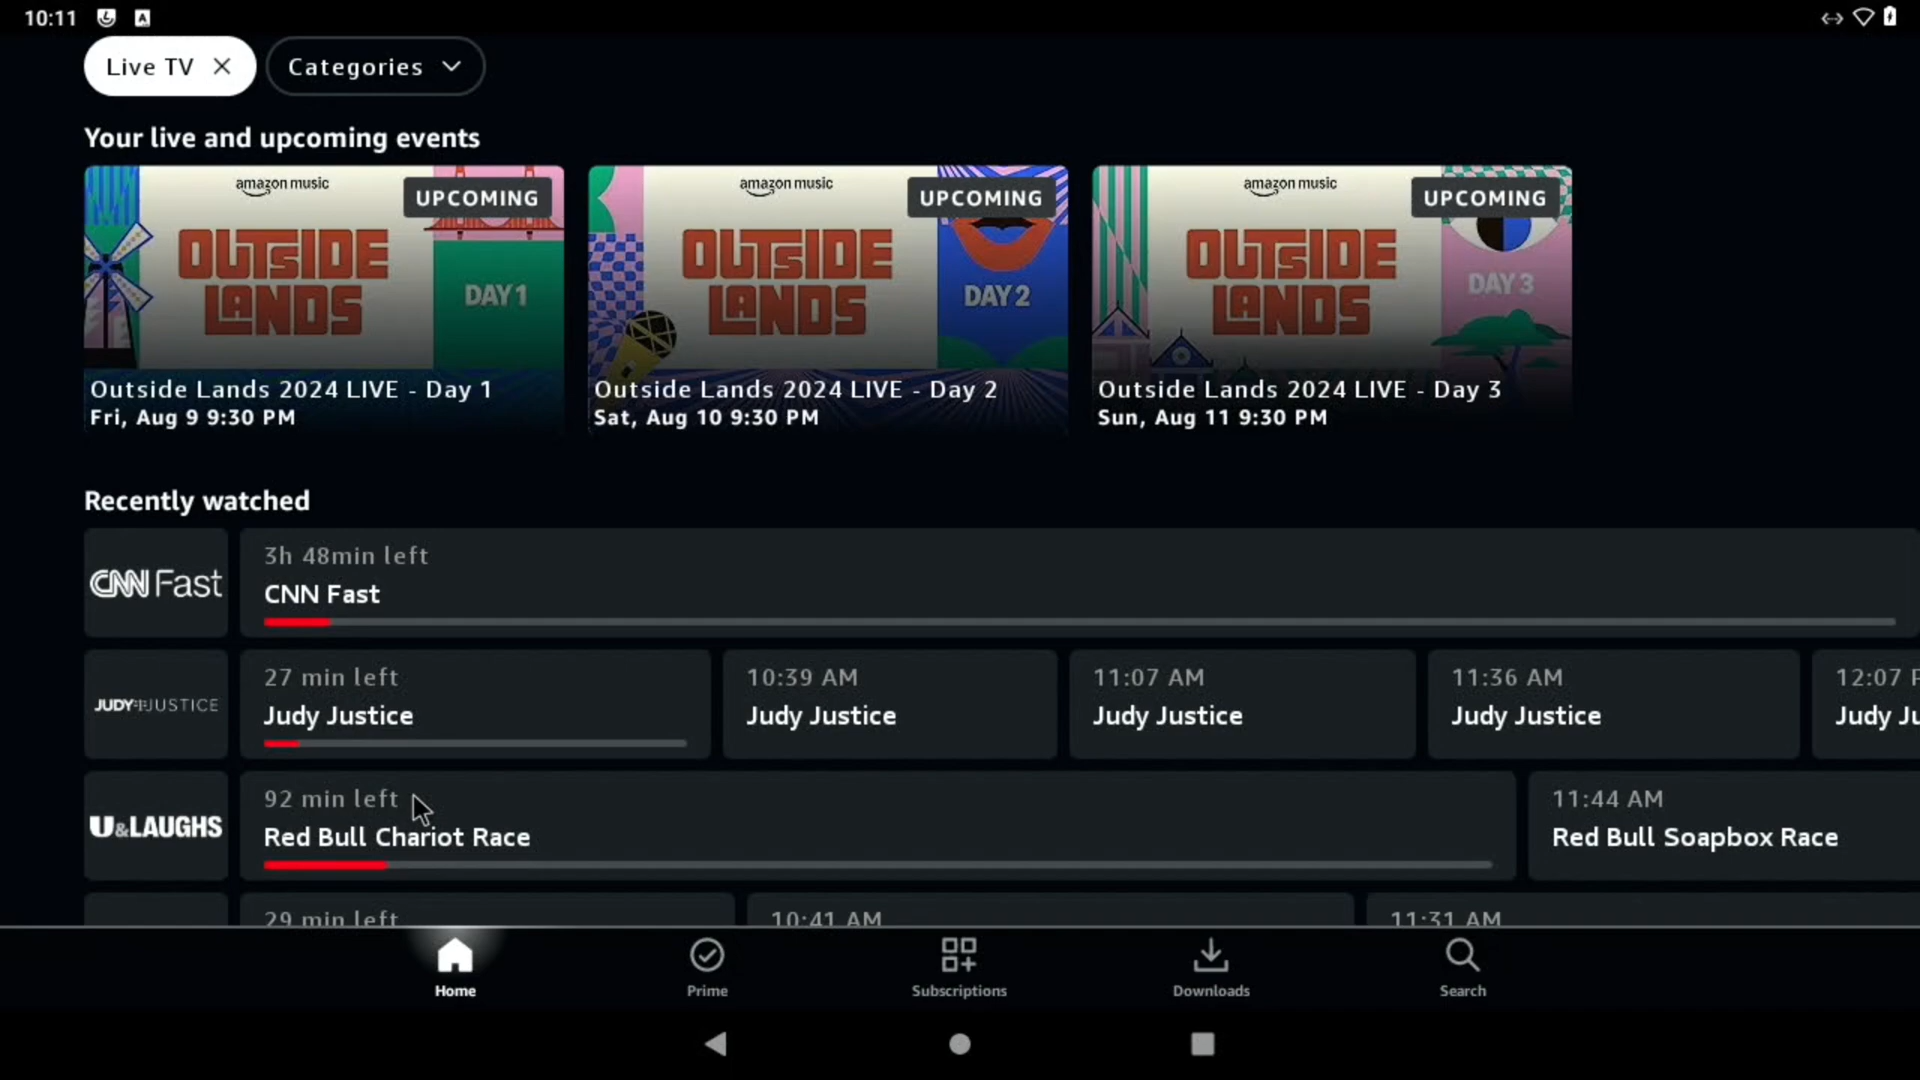 10:11
Live TV
Categories
Your live and upcoming events
amazon music
UPCOMING
OUTSIDE
LANDS
DAY 1
Outside Lands 2024 LIVE - Day 1
Fri, Aug 9 9:30 PM
amazon music
UPCOMING
OUTSIDE
LANDS
DAY 2
Outside Lands 2024 LIVE - Day 2
Sat, Aug 10 9:30 PM
amazon music
UPCOMING
OUTSIDE
LANDS
DAY 3
Outside Lands 2024 LIVE - Day 3
Sun, Aug 11 9:30 PM
Recently watched
CNN Fast
3h 48min left
CNN Fast
JUDY JUSTICE
27 min left
Judy Justice
10:39 AM
Judy Justice
11:07 AM
Judy Justice
11:36 AM
Judy Justice
12:07 P
Judy Ju
U&LAUGHS
92 min left
Red Bull Chariot Race
11:44 AM
Red Bull Soapbox Race
29 min left
10:41 AM
11:31 AM
Home
Prime
Subscriptions
Downloads
Search